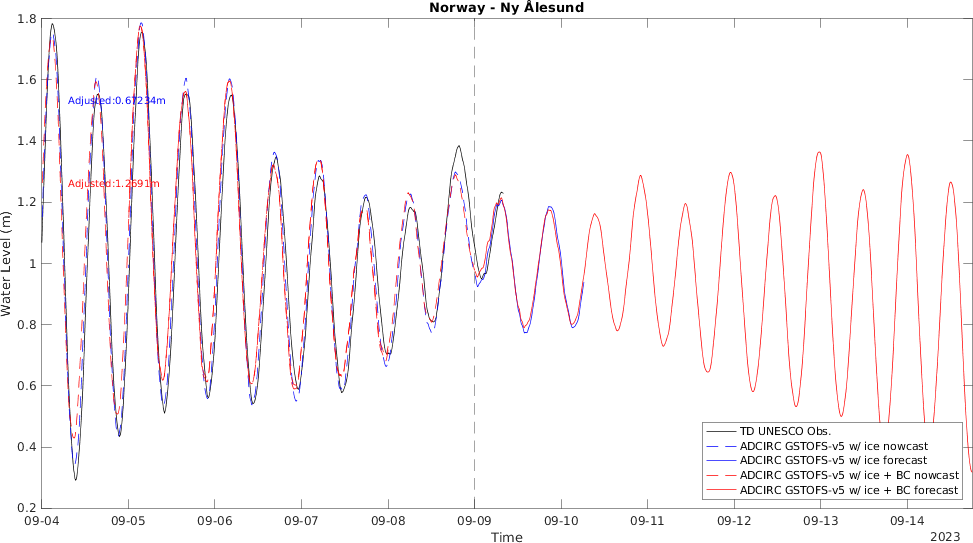 Norway - Ny Ålesund
1.8
1.6
1.4
1.2
1
0.8
0.6
0.4
0.2
Water Level (m)
Adjusted:0.67234m
Adjusted:1.2691m
TD UNESCO Obs.
ADCIRC GSTOFS-v5 w/ ice nowcast
ADCIRC GSTOFS-v5 w/ ice forecast
ADCIRC GSTOFS-v5 w/ ice + BC nowcast
ADCIRC GSTOFS-v5 w/ ice + BC forecast
09-04 09-05 09-06 09-07 09-08 09-09 09-10 09-11 09-12 09-13 09-14
Time
2023